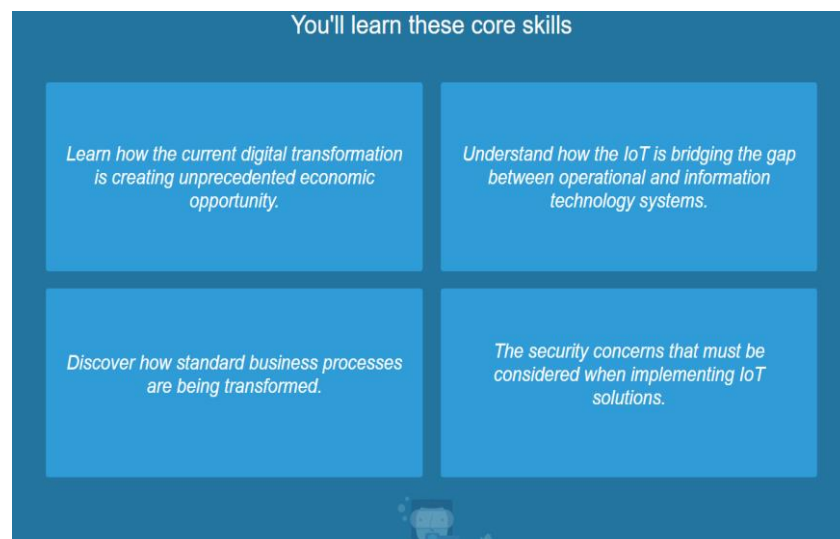 You'll learn these core skills
Learn how the current digital transformation
is creating unprecedented economic
opportunity.
Understand how the IoT is bridging the gap
between operational and information
technology systems.
Discover how standard business processes
are being transformed.
The security concerns that must be
considered when implementing IoT
solutions.